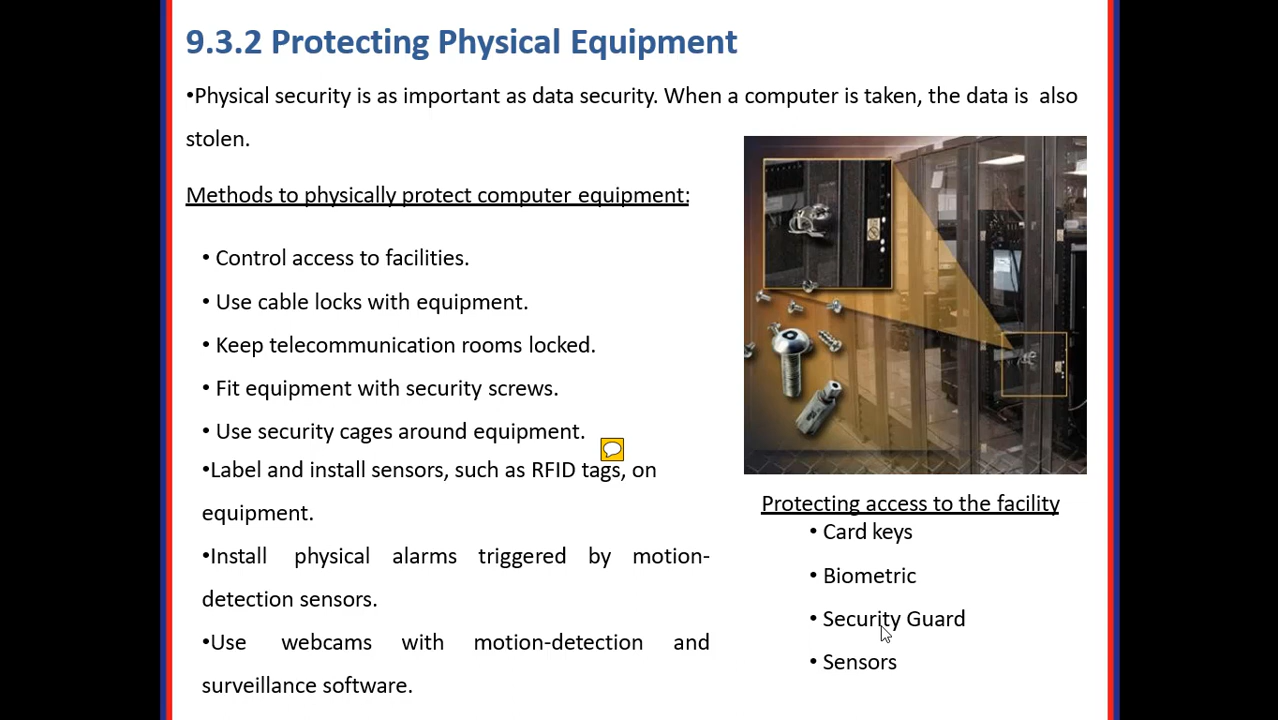 9.3.2 Protecting Physical Equipment
•Physical security is as important as data security. When a computer is taken, the data is also
stolen.
Methods to physically protect computer equipment:
• Control access to facilities.
• Use cable locks with equipment.
• Keep telecommunication rooms locked.
• Fit equipment with security screws.
• Use security cages around equipment.
•Label and install sensors, such as RFID tags, on
equipment.
•Install physical alarms triggered by motion-
detection sensors.
•Use webcams with motion-detection and
surveillance software.
Protecting access to the facility
• Card keys
• Biometric
• Security Guard
• Sensors